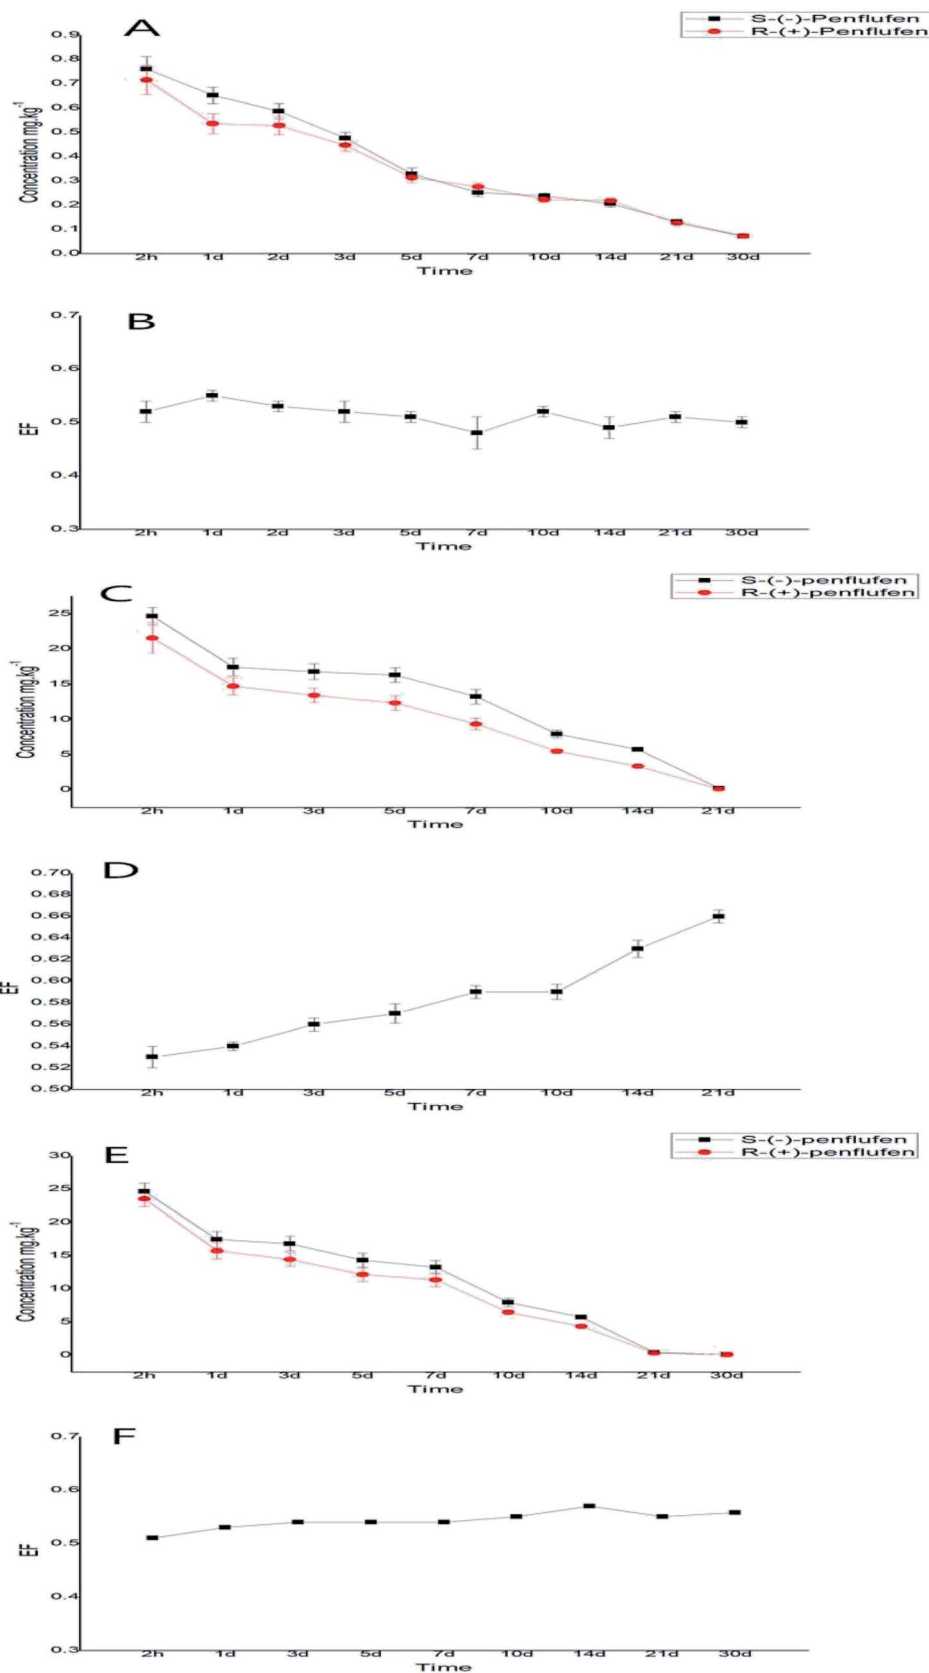 A
S-(-)-Penflufen
R-(+)-Penflufen
Concentration mg.kg-1
0.9
0.8
0.7
0.6
0.5
0.4
0.3
0.2
0.1
0.0
2h 1d 2d 3d 5d 7d 10d 14d 21d 30d
Time
B
EF
0.7
0.6
0.5
0.4
0.3
2h 1d 2d 3d 5d 7d 10d 14d 21d 30d
Time
C
S-(-)-penflufen
R-(+)-penflufen
Concentration mg.kg-1
25
20
15
10
5
0
2h 1d 3d 5d 7d 10d 14d 21d
Time
D
EF
0.70
0.68
0.66
0.64
0.62
0.60
0.58
0.56
0.54
0.52
0.50
2h 1d 3d 5d 7d 10d 14d 21d
Time
E
S-(-)-penflufen
R-(+)-penflufen
Concentration mg.kg-1
30
25
20
15
10
5
0
2h 1d 3d 5d 7d 10d 14d 21d 30d
Time
F
EF
0.7
0.6
0.5
0.4
0.3
2h 1d 3d 5d 7d 10d 14d 21d 30d
Time